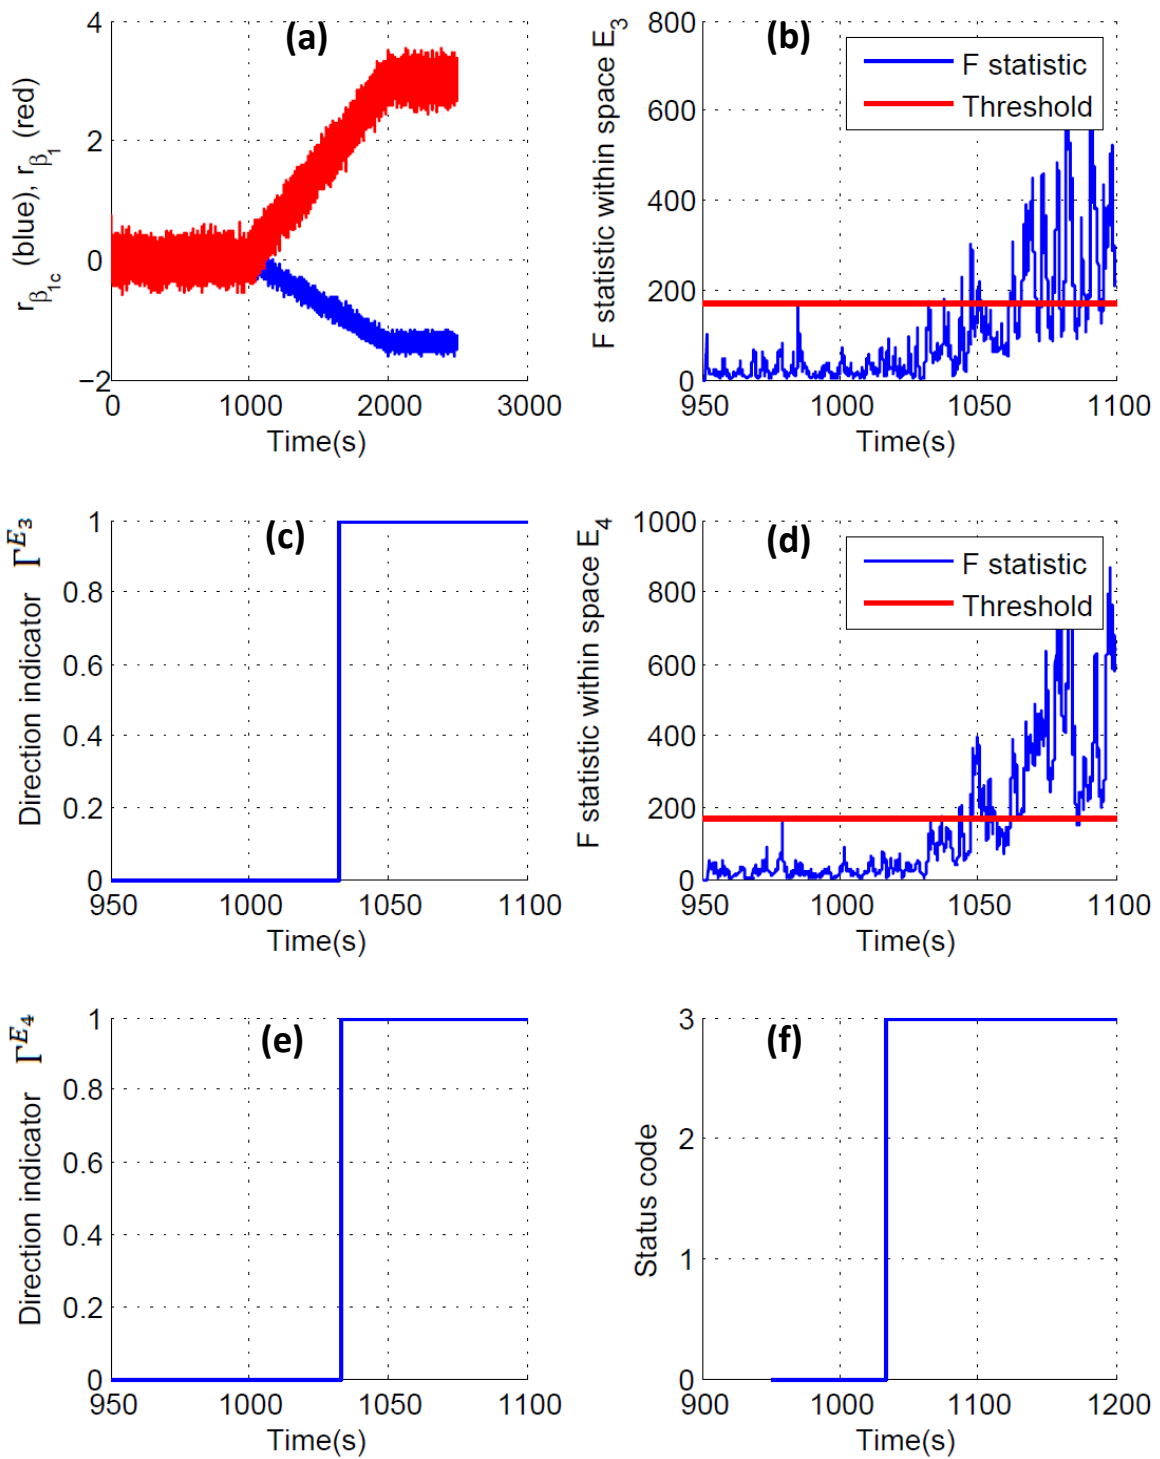 (a)
r_β1c (blue), r_β1 (red)
4
2
0
−2
0 1000 2000 3000
Time(s)
(b)
F statistic within space E_3
F statistic
Threshold
800
600
400
200
0
950 1000 1050 1100
Time(s)
(c)
Direction indicator Γ^E_3
1
0.8
0.6
0.4
0.2
0
950 1000 1050 1100
Time(s)
(d)
F statistic within space E_4
F statistic
Threshold
1000
800
600
400
200
0
950 1000 1050 1100
Time(s)
(e)
Direction indicator Γ^E_4
1
0.8
0.6
0.4
0.2
0
950 1000 1050 1100
Time(s)
(f)
Status code
3
2
1
0
900 1000 1100 1200
Time(s)